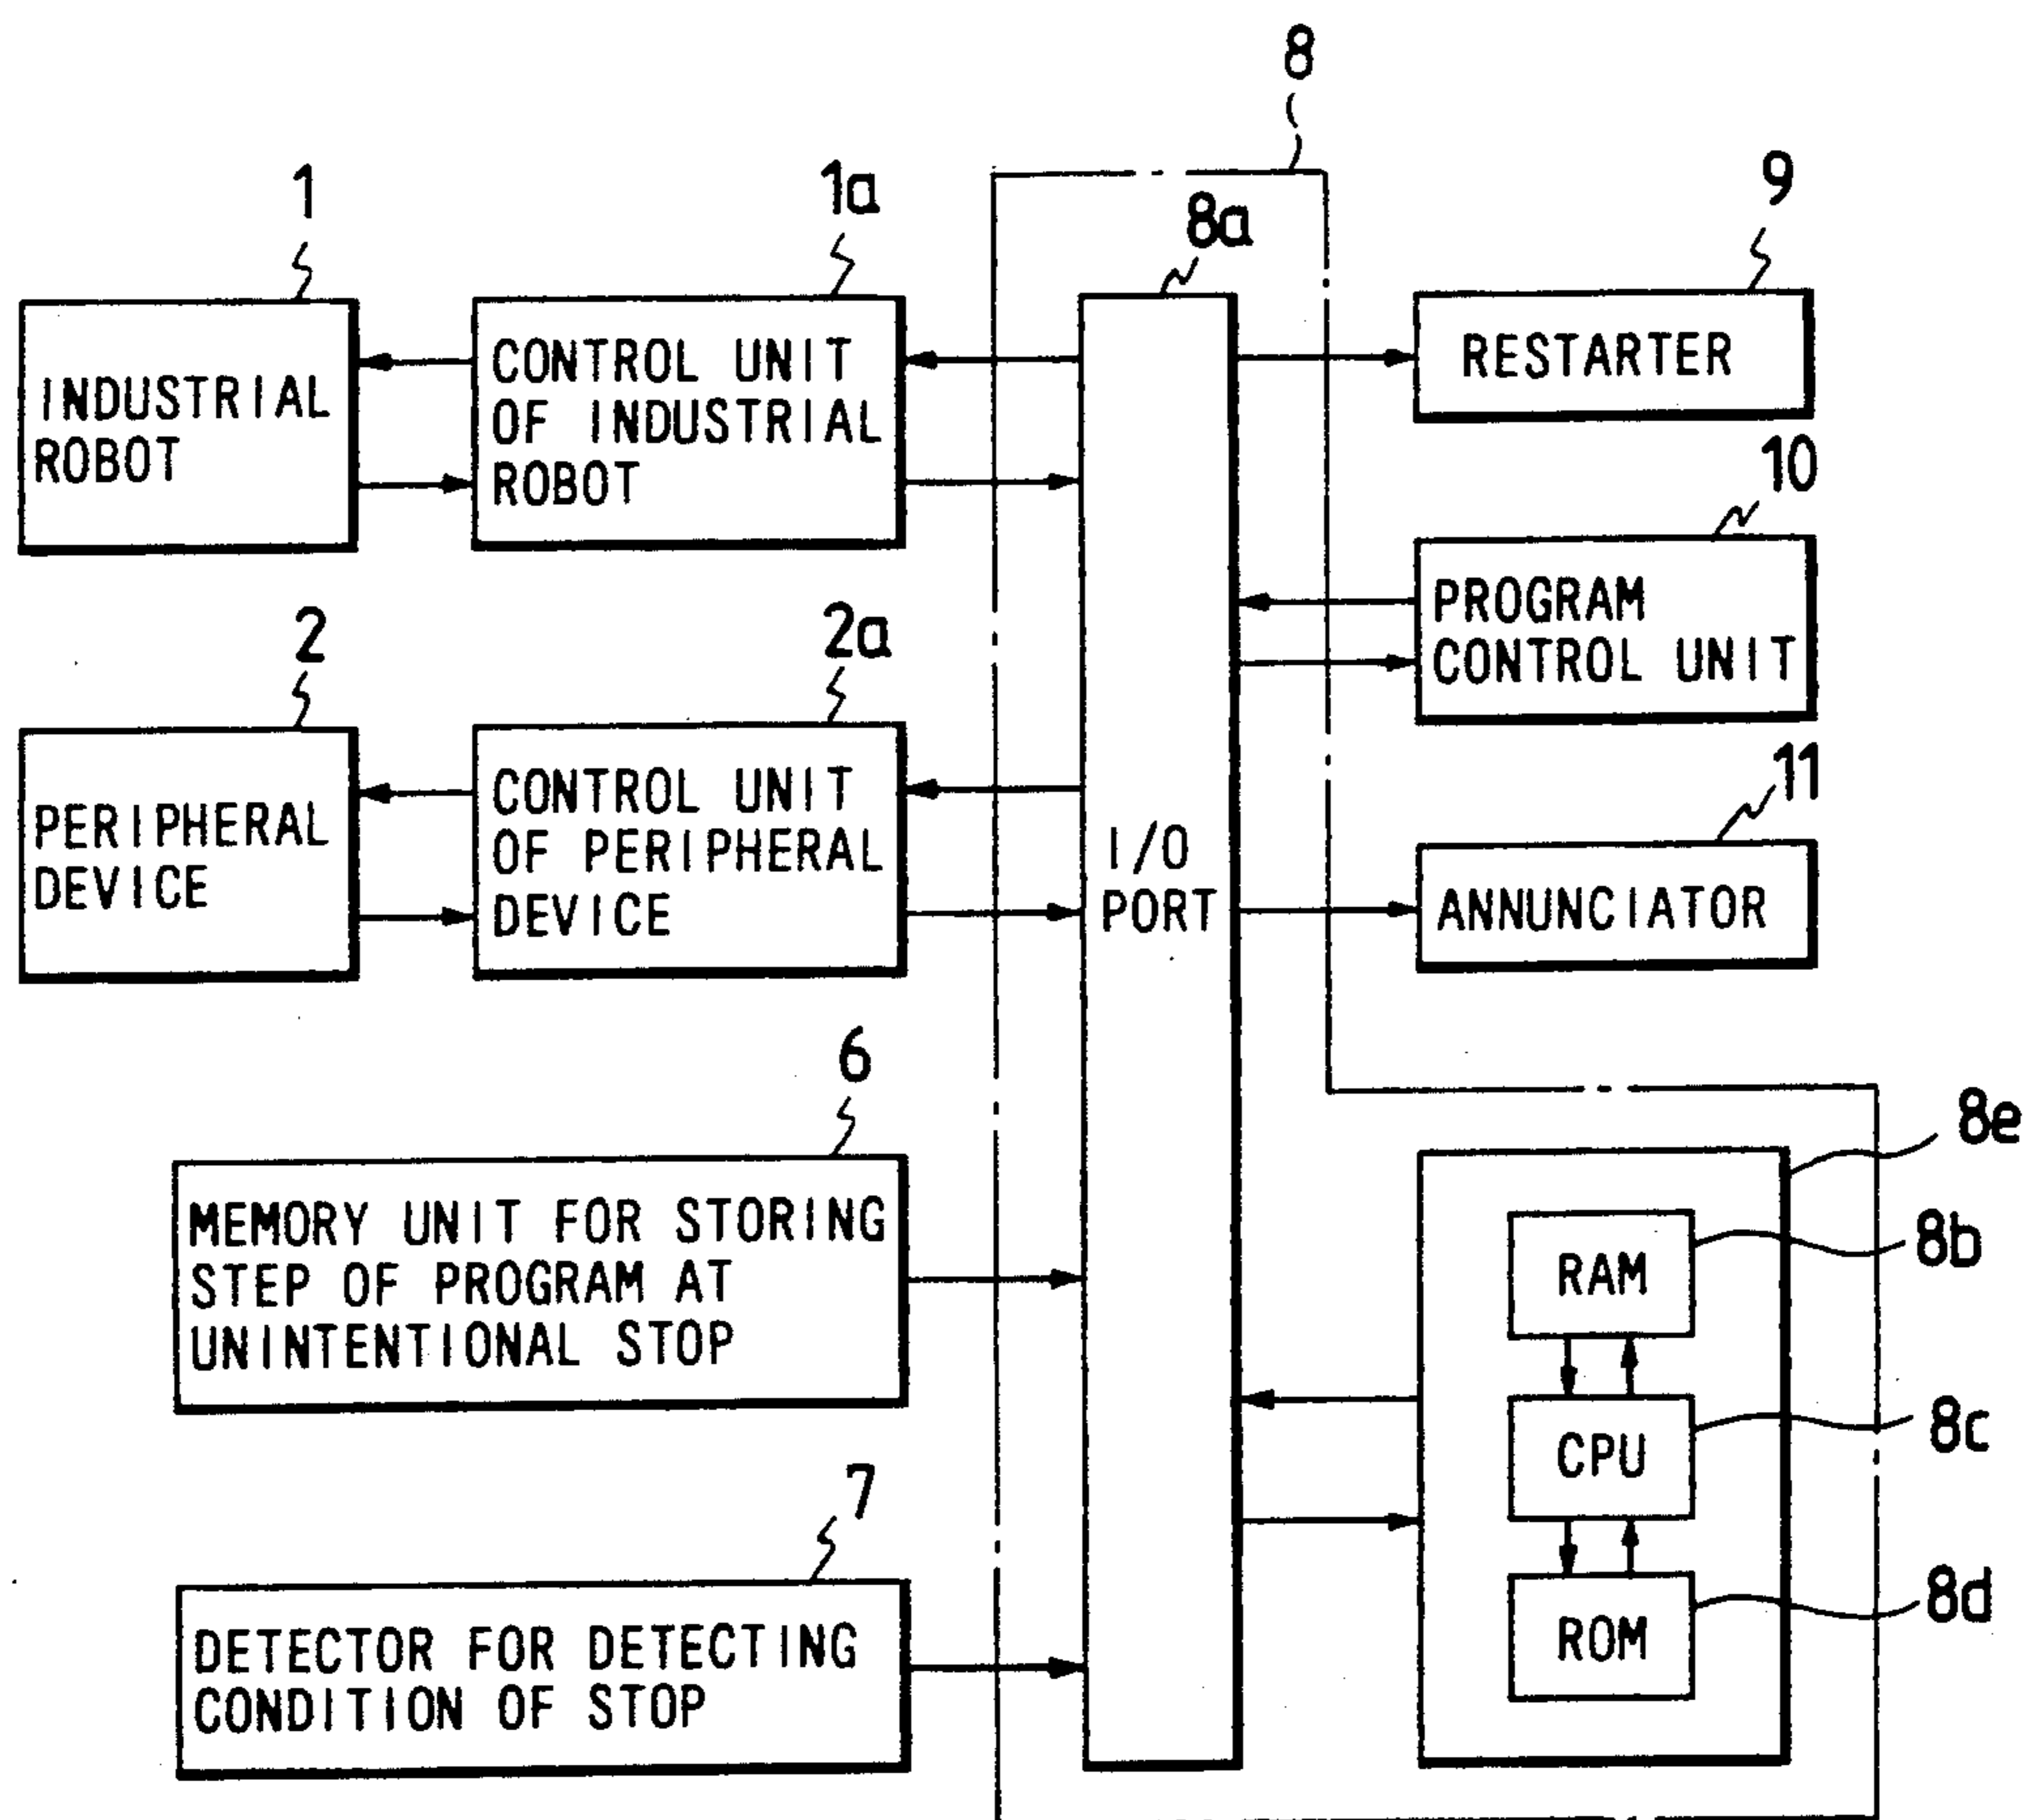 8
1
1a
8a
9
INDUSTRIAL
ROBOT
CONTROL UNIT
OF INDUSTRIAL
ROBOT
RESTARTER
10
PROGRAM
CONTROL UNIT
2
2a
11
PERIPHERAL
DEVICE
CONTROL UNIT
OF PERIPHERAL
DEVICE
I/O
PORT
ANNUNCIATOR
6
MEMORY UNIT FOR STORING
STEP OF PROGRAM AT
UNINTENTIONAL STOP
8e
RAM
8b
CPU
8c
ROM
8d
7
DETECTOR FOR DETECTING
CONDITION OF STOP